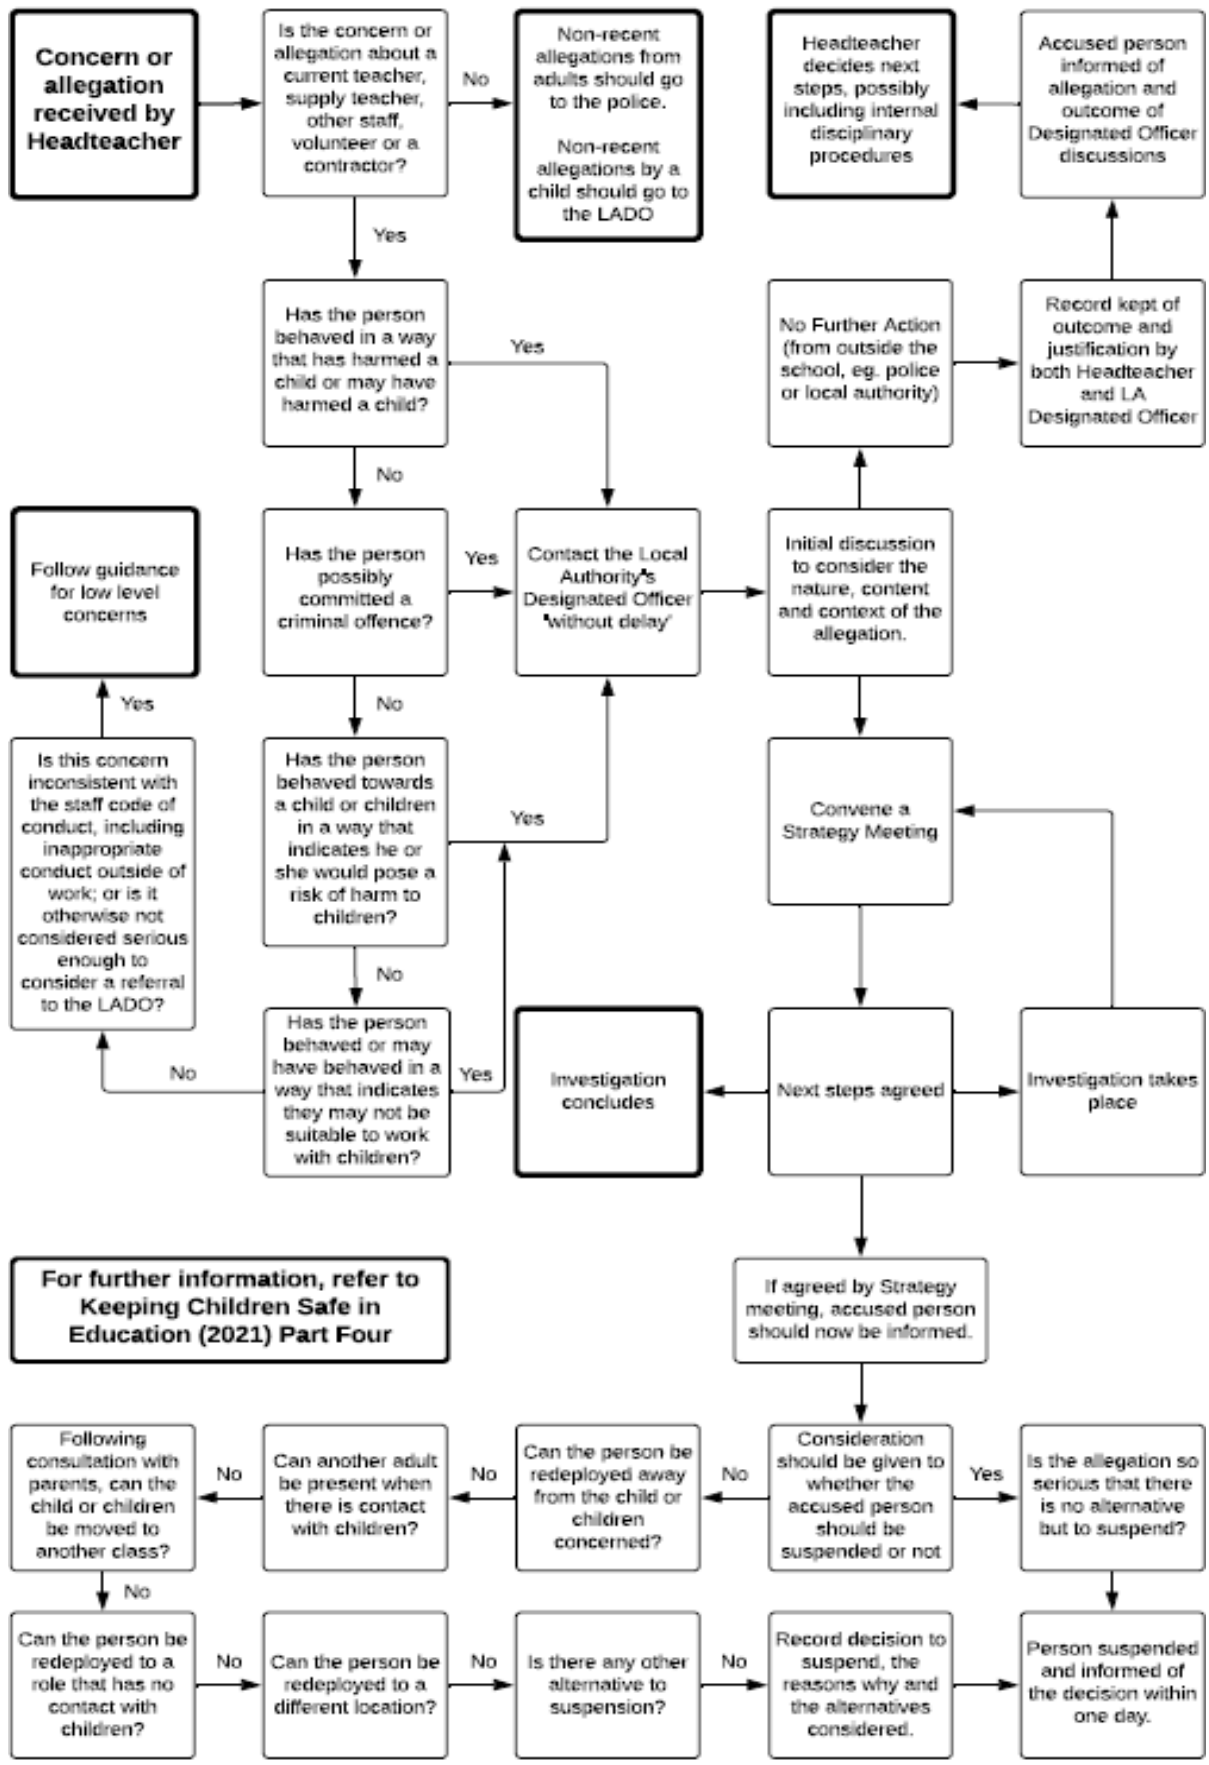 Concern or
allegation
received by
Headteacher
Is the concern or
allegation about a
current teacher,
supply teacher,
other staff,
volunteer or a
contractor?
No
Non-recent
allegations from
adults should go
to the police.
Non-recent
allegations by a
child should go to
the LADO
Headteacher
decides next
steps, possibly
including internal
disciplinary
procedures
Accused person
informed of
allegation and
outcome of
Designated Officer
discussions
Yes
Has the person
behaved in a way
that has harmed a
child or may have
harmed a child?
Yes
No Further Action
(from outside the
school, eg. police
or local authority)
Record kept of
outcome and
justification by
both Headteacher
and LA
Designated Officer
No
Follow guidance
for low level
concerns
Has the person
possibly
committed a
criminal offence?
Yes
Contact the Local
Authority's
Designated Officer
'without delay'
Initial discussion
to consider the
nature, content
and context of the
allegation.
Yes
No
Is this concern
inconsistent with
the staff code of
conduct, including
inappropriate
conduct outside of
work; or is it
otherwise not
considered serious
enough to
consider a referral
to the LADO?
Has the person
behaved towards
a child or children
in a way that
indicates he or
she would pose a
risk of harm to
children?
Yes
Convene a
Strategy Meeting
No
No
Has the person
behaved or may
have behaved in a
way that indicates
they may not be
suitable to work
with children?
Yes
Investigation
concludes
Next steps agreed
Investigation takes
place
For further information, refer to
Keeping Children Safe in
Education (2021) Part Four
If agreed by Strategy
meeting, accused person
should now be informed.
Following
consultation with
parents, can the
child or children
be moved to
another class?
No
Can another adult
be present when
there is contact
with children?
No
Can the person be
redeployed away
from the child or
children
concerned?
No
Consideration
should be given to
whether the
accused person
should be
suspended or not
Yes
Is the allegation so
serious that there
is no alternative
but to suspend?
No
Can the person be
redeployed to a
role that has no
contact with
children?
No
Can the person be
redeployed to a
different location?
No
Is there any other
alternative to
suspension?
No
Record decision to
suspend, the
reasons why and
the alternatives
considered.
Person suspended
and informed of
the decision within
one day.